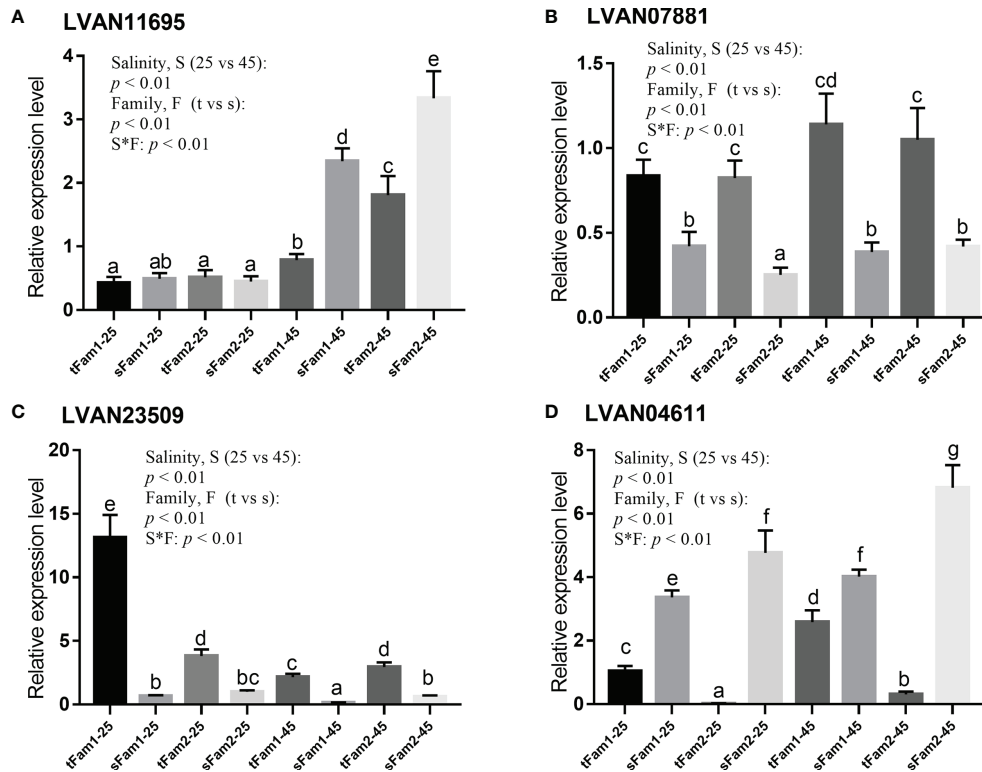 A LVAN11695
Relative expression level
4
3
2
1
0
Salinity, S (25 vs 45):
p < 0.01
Family, F (t vs s):
p < 0.01
S*F: p < 0.01
a ab a a b d c e
tFam1-25 sFam1-25 tFam2-25 sFam2-25 tFam1-45 sFam1-45 tFam2-45 sFam2-45
B LVAN07881
Relative expression level
1.5
1.0
0.5
0.0
Salinity, S (25 vs 45):
p < 0.01
Family, F (t vs s):
p < 0.01
S*F: p < 0.01
c b c a cd b c b
tFam1-25 sFam1-25 tFam2-25 sFam2-25 tFam1-45 sFam1-45 tFam2-45 sFam2-45
C LVAN23509
Relative expression level
20
15
10
5
0
Salinity, S (25 vs 45):
p < 0.01
Family, F (t vs s):
p < 0.01
S*F: p < 0.01
e b d bc c a d b
tFam1-25 sFam1-25 tFam2-25 sFam2-25 tFam1-45 sFam1-45 tFam2-45 sFam2-45
D LVAN04611
Relative expression level
8
6
4
2
0
Salinity, S (25 vs 45):
p < 0.01
Family, F (t vs s):
p < 0.01
S*F: p < 0.01
c e a f d f b g
tFam1-25 sFam1-25 tFam2-25 sFam2-25 tFam1-45 sFam1-45 tFam2-45 sFam2-45